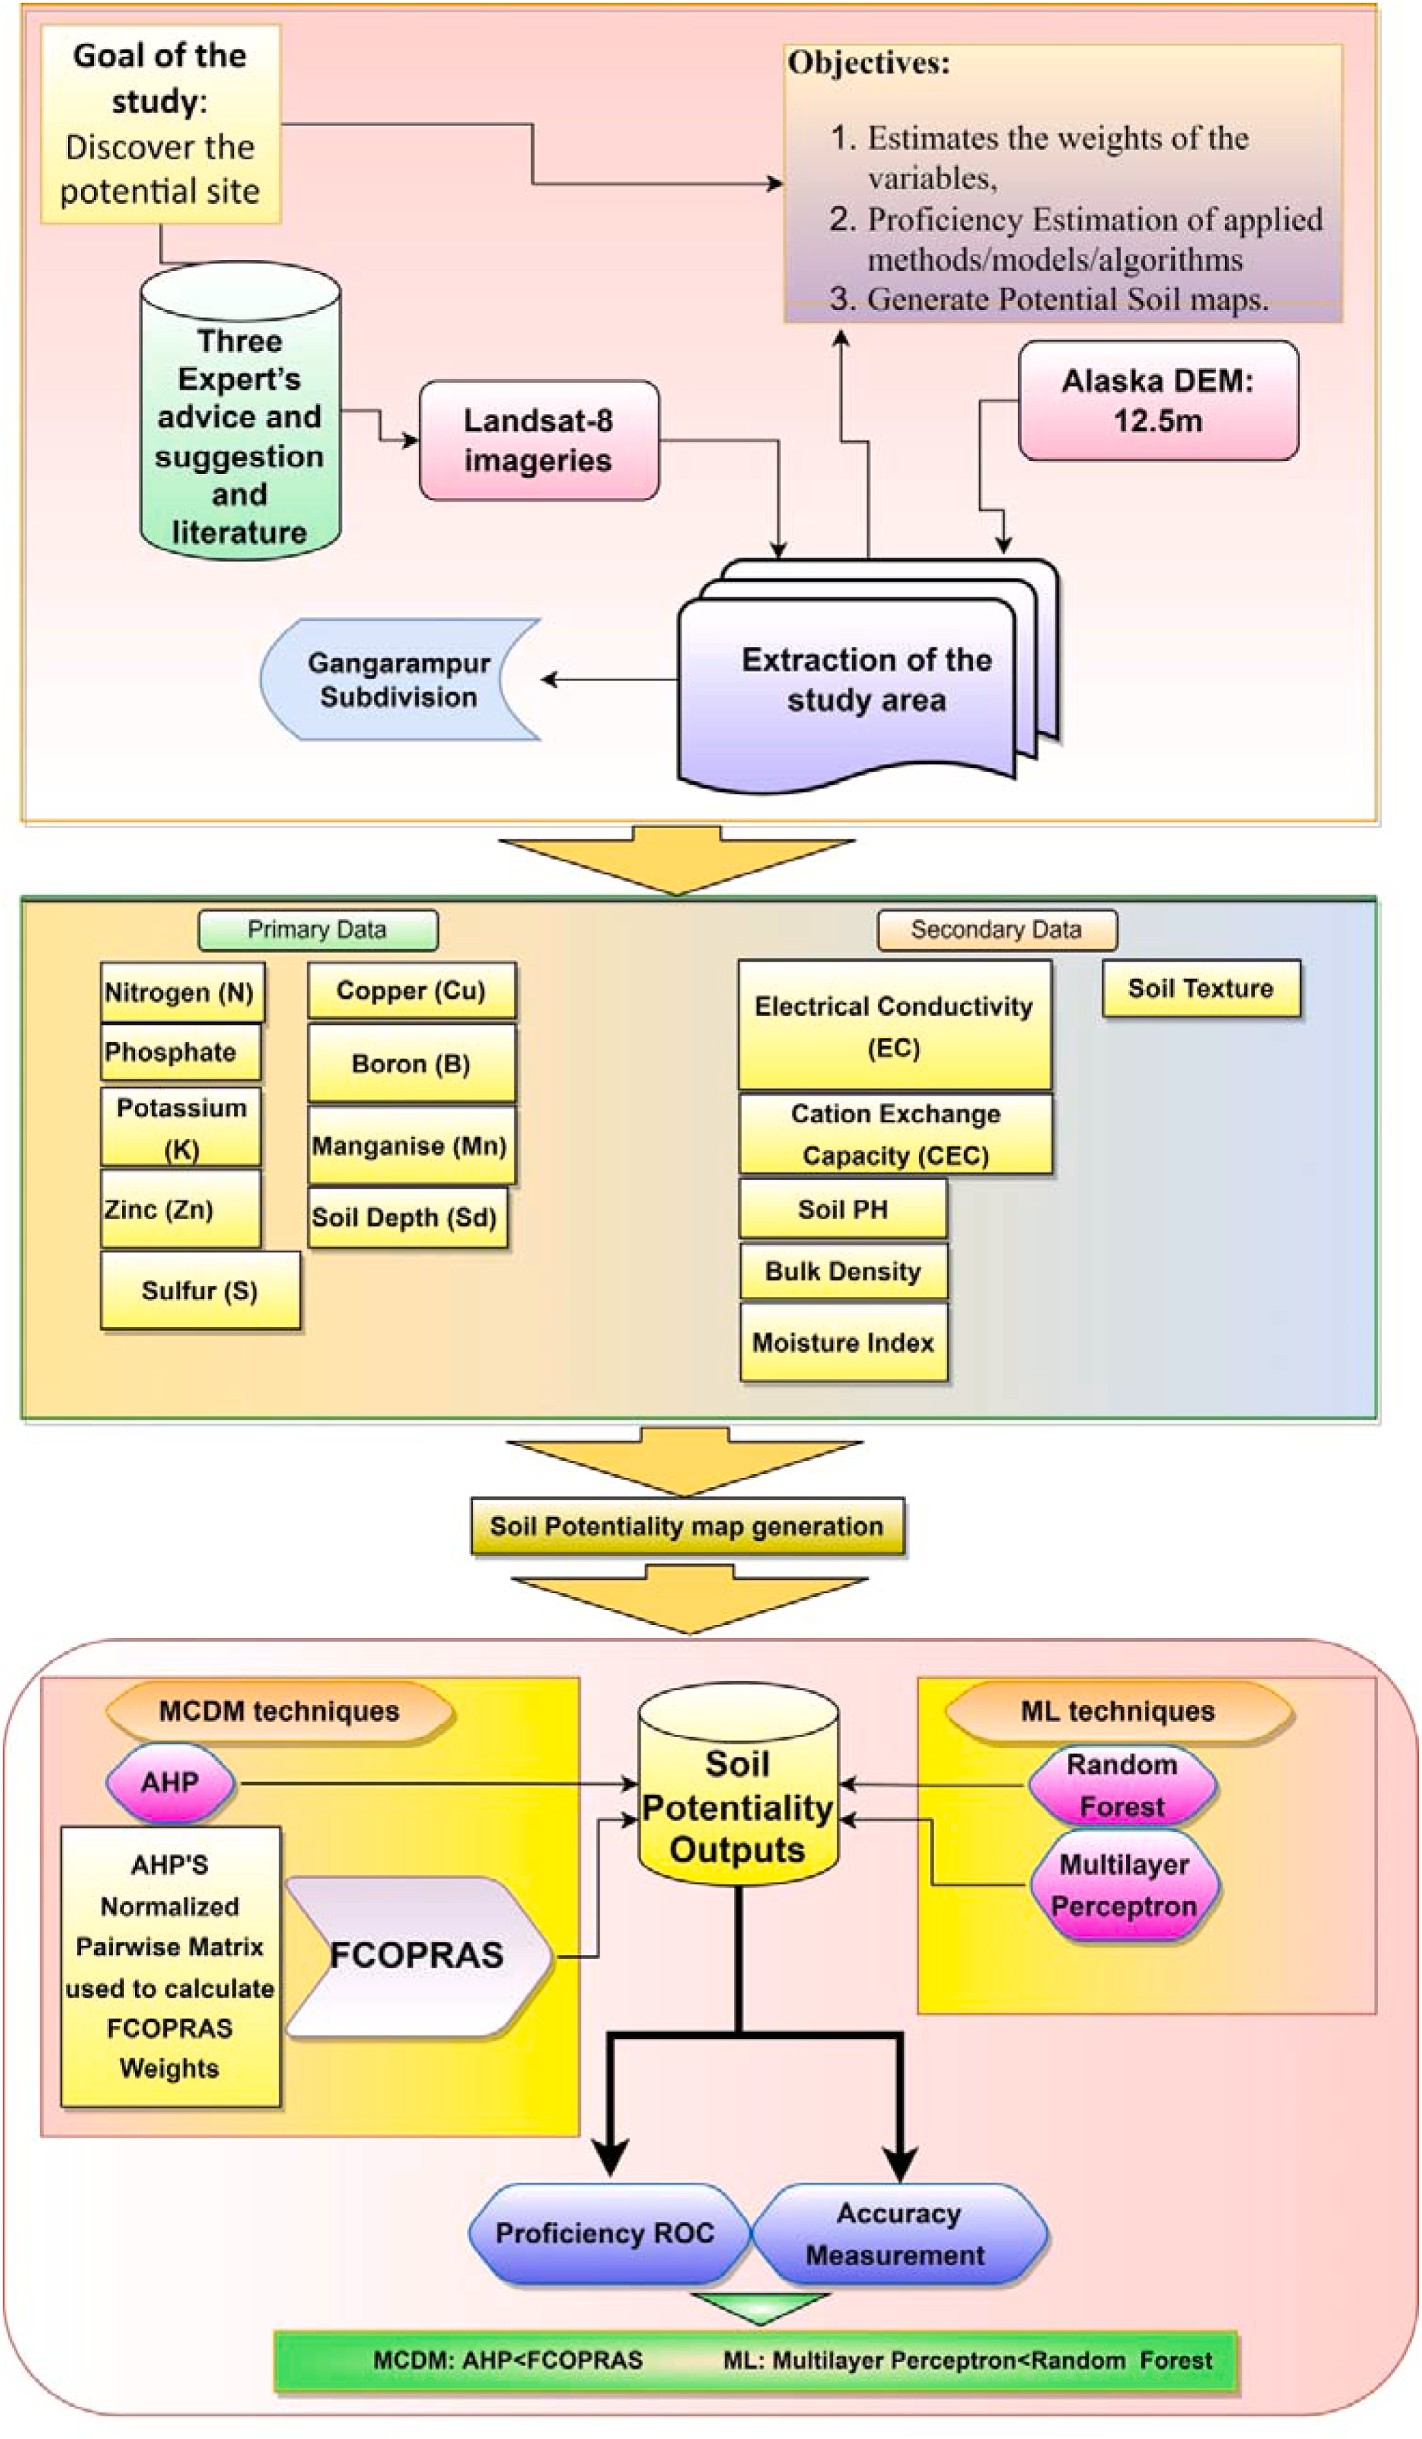 Goal of the
study:
Discover the
potential site
Objectives:
1. Estimates the weights of the
variables,
2. Proficiency Estimation of applied
methods/models/algorithms
3. Generate Potential Soil maps.
Three
Expert's
advice and
suggestion
and
literature
Landsat-8
imageries
Alaska DEM:
12.5m
Gangarampur
Subdivision
Extraction of the
study area
Primary Data
Nitrogen (N)
Phosphate
Potassium
(K)
Zinc (Zn)
Sulfur (S)
Copper (Cu)
Boron (B)
Manganise (Mn)
Soil Depth (Sd)
Secondary Data
Electrical Conductivity
(EC)
Cation Exchange
Capacity (CEC)
Soil PH
Bulk Density
Moisture Index
Soil Texture
Soil Potentiality map generation
MCDM techniques
AHP
AHP'S
Normalized
Pairwise Matrix
used to calculate
FCOPRAS
Weights
FCOPRAS
Soil
Potentiality
Outputs
ML techniques
Random
Forest
Multilayer
Perceptron
Proficiency ROC
Accuracy
Measurement
MCDM: AHP<FCOPRAS ML: Multilayer Perceptron<Random Forest